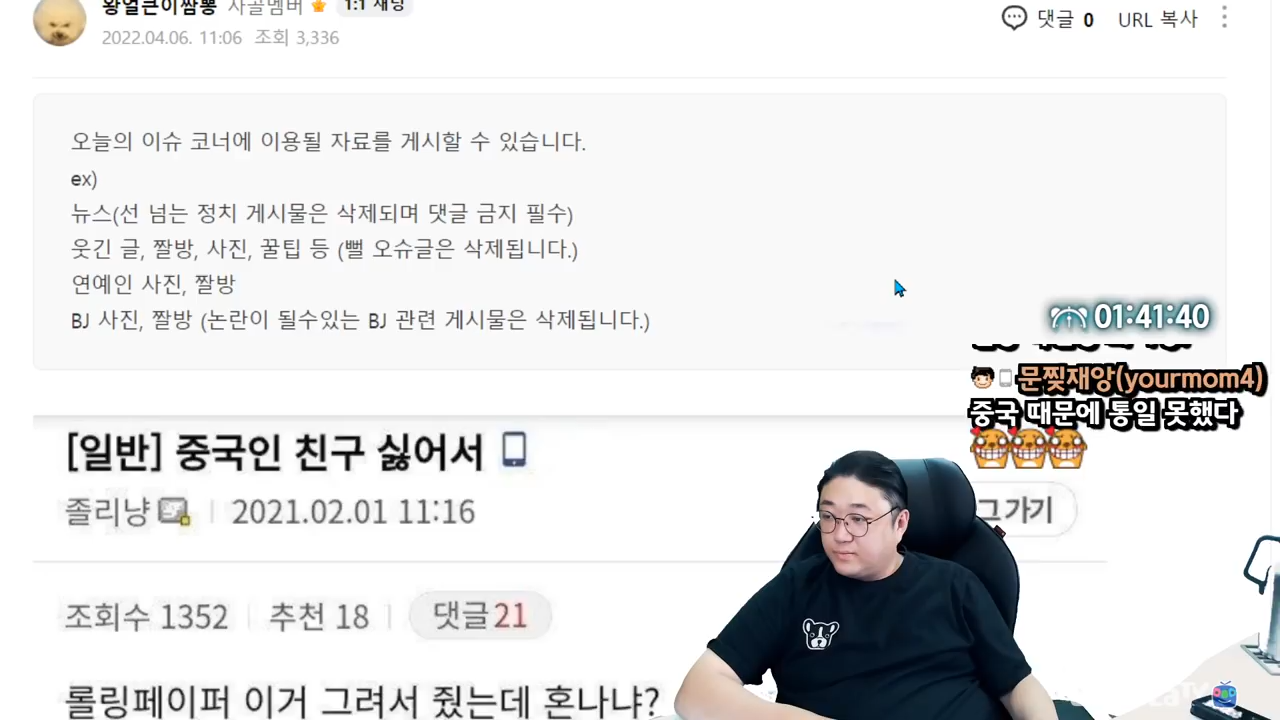 왕얼큰이짬뽕 사골멤버 1:1 채팅
2022.04.06. 11:06 조회 3,336
댓글 0 URL 복사
오늘의 이슈 코너에 이용될 자료를 게시할 수 있습니다.
ex)
뉴스(선 넘는 정치 게시물은 삭제되며 댓글 금지 필수)
웃긴 글, 짤방, 사진, 꿀팁 등 (뻘 오슈글은 삭제됩니다.)
연예인 사진, 짤방
BJ 사진, 짤방 (논란이 될수있는 BJ 관련 게시물은 삭제됩니다.)
01:41:40
문찢재앙(yourmom4)
중국 때문에 통일 못했다
[일반] 중국인 친구 싫어서
졸리냥 2021.02.01 11:16
그 가기
조회수 1352 추천 18 댓글 21
롤링페이퍼 이거 그려서 줬는데 혼나냐?